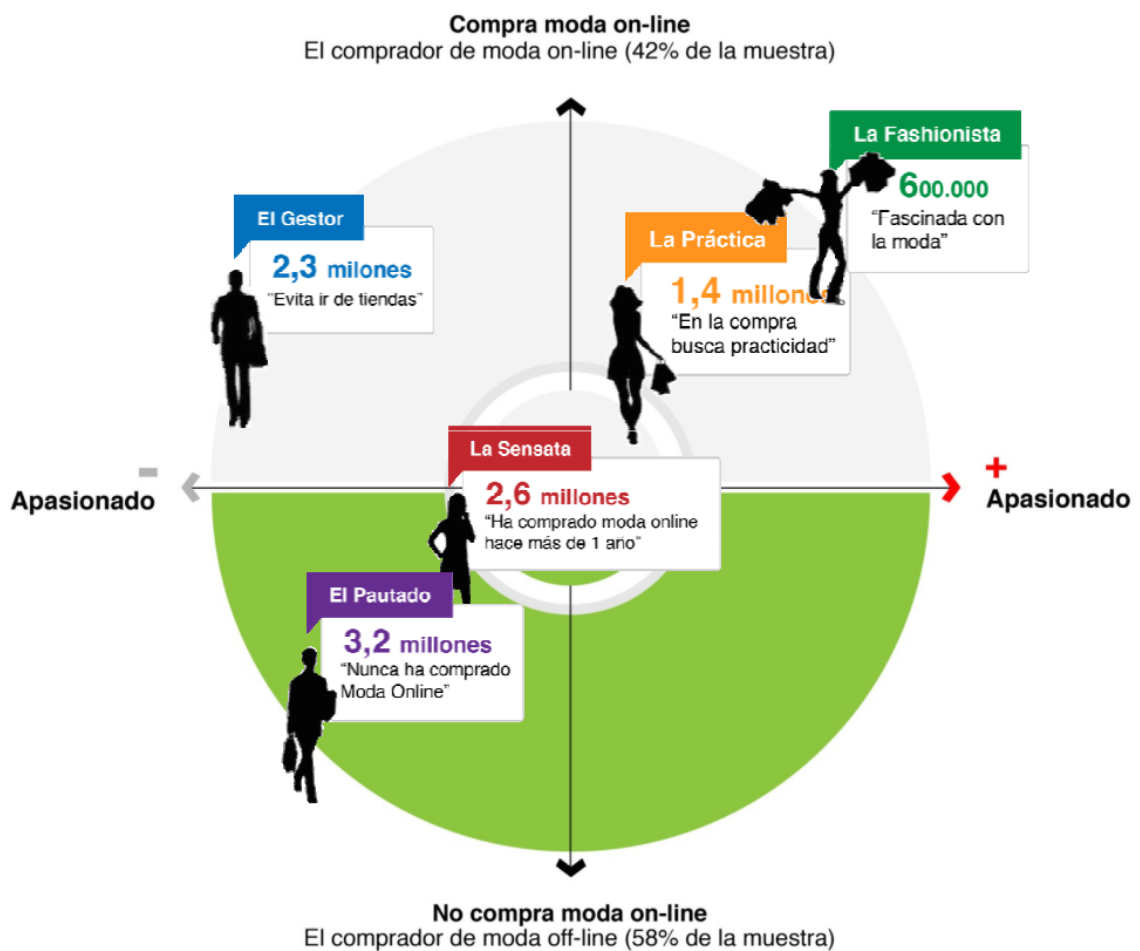 Compra moda on-line
El comprador de moda on-line (42% de la muestra)
La Fashionista
600.000
“Fascinada con
la moda”
El Gestor
2,3 milones
“Evita ir de tiendas”
La Práctica
1,4 millones
“En la compra
busca practicidad”
La Sensata
2,6 millones
“Ha comprado moda online
hace más de 1 año”
-
Apasionado
+
Apasionado
El Pautado
3,2 millones
“Nunca ha comprado
Moda Online”
No compra moda on-line
El comprador de moda off-line (58% de la muestra)